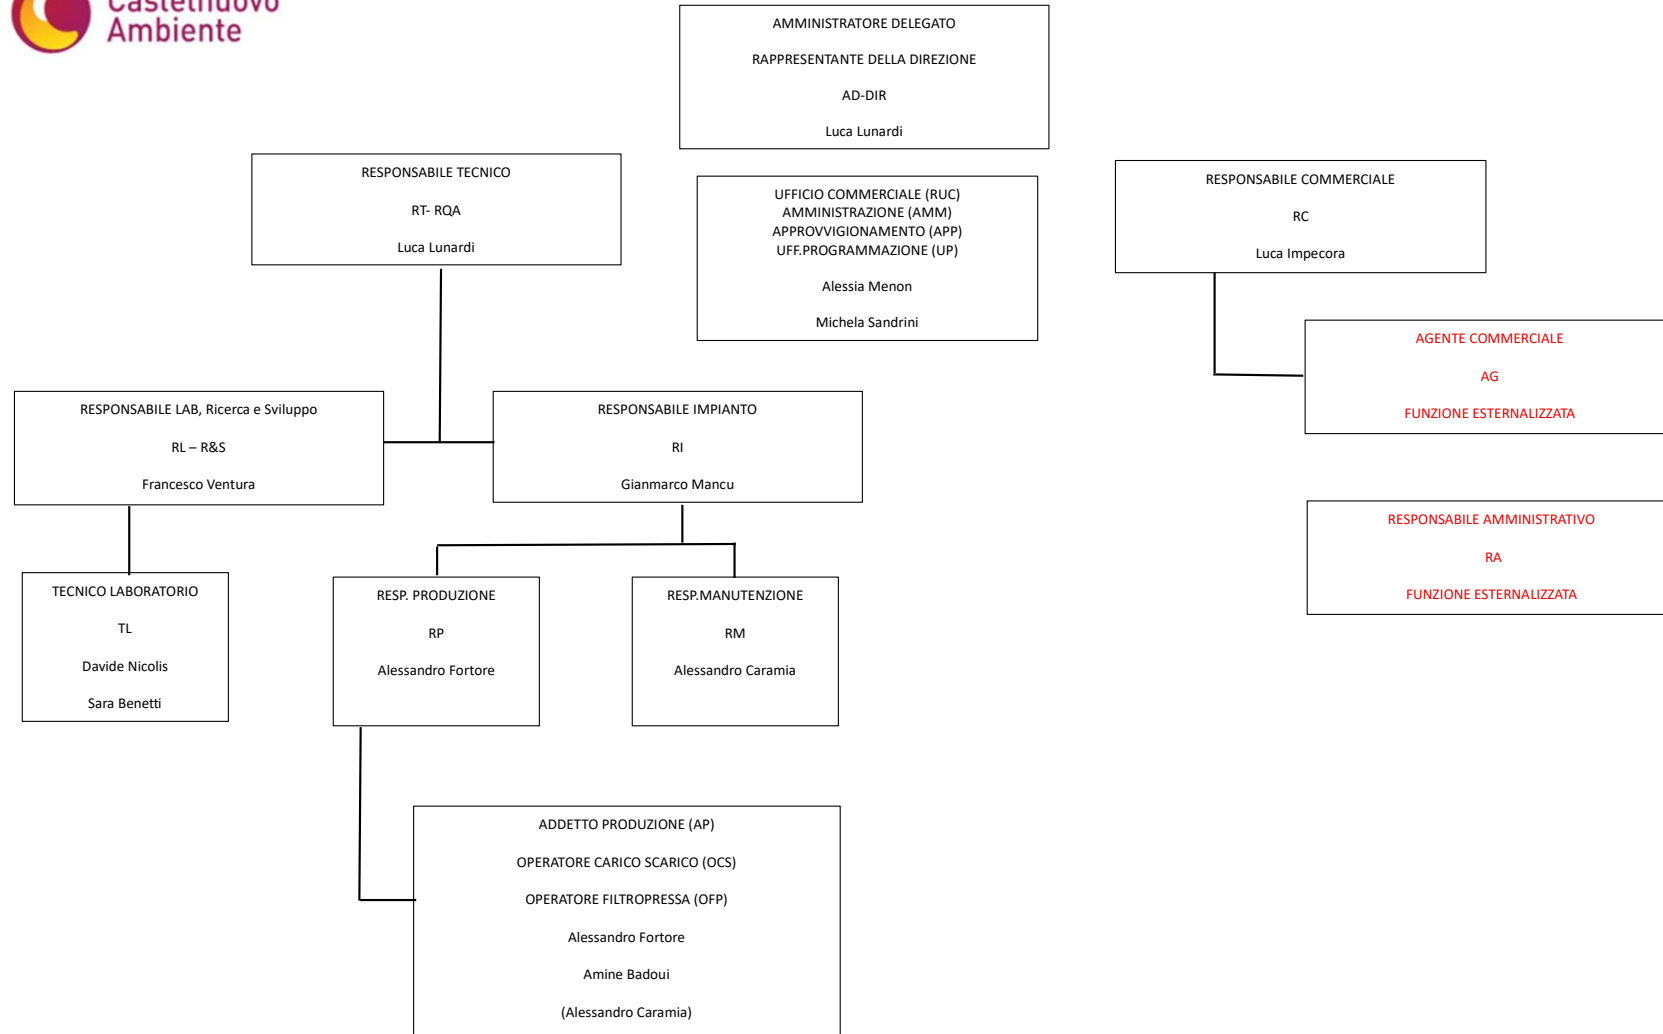 Castelnuovo
Ambiente
AMMINISTRATORE DELEGATO
RAPPRESENTANTE DELLA DIREZIONE
AD-DIR
Luca Lunardi
RESPONSABILE TECNICO
RT- RQA
Luca Lunardi
UFFICIO COMMERCIALE (RUC)
AMMINISTRAZIONE (AMM)
APPROVVIGIONAMENTO (APP)
UFF.PROGRAMMAZIONE (UP)
Alessia Menon
Michela Sandrini
RESPONSABILE COMMERCIALE
RC
Luca Impecora
AGENTE COMMERCIALE
AG
FUNZIONE ESTERNALIZZATA
RESPONSABILE LAB, Ricerca e Sviluppo
RL – R&S
Francesco Ventura
RESPONSABILE IMPIANTO
RI
Gianmarco Mancu
RESPONSABILE AMMINISTRATIVO
RA
FUNZIONE ESTERNALIZZATA
TECNICO LABORATORIO
TL
Davide Nicolis
Sara Benetti
RESP. PRODUZIONE
RP
Alessandro Fortore
RESP.MANUTENZIONE
RM
Alessandro Caramia
ADDETTO PRODUZIONE (AP)
OPERATORE CARICO SCARICO (OCS)
OPERATORE FILTROPRESSA (OFP)
Alessandro Fortore
Amine Badoui
(Alessandro Caramia)